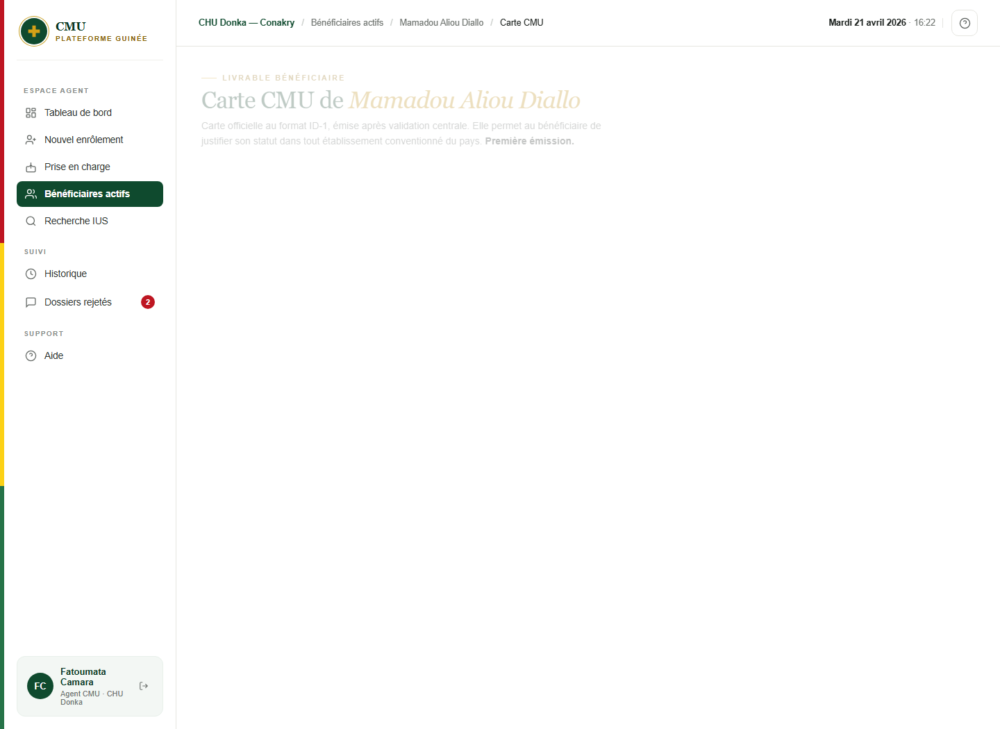 CMU
PLATEFORME GUINÉE
ESPACE AGENT
Tableau de bord
Nouvel enrôlement
Prise en charge
Bénéficiaires actifs
Recherche IUS
SUIVI
Historique
Dossiers rejetés 2
SUPPORT
Aide
FC
Fatoumata
Camara
Agent CMU · CHU
Donka
CHU Donka — Conakry / Bénéficiaires actifs / Mamadou Aliou Diallo / Carte CMU
Mardi 21 avril 2026 · 16:22
LIVRABLE BÉNÉFICIAIRE
Carte CMU de Mamadou Aliou Diallo
Carte officielle au format ID-1, émise après validation centrale. Elle permet au bénéficiaire de
justifier son statut dans tout établissement conventionné du pays. Première émission.